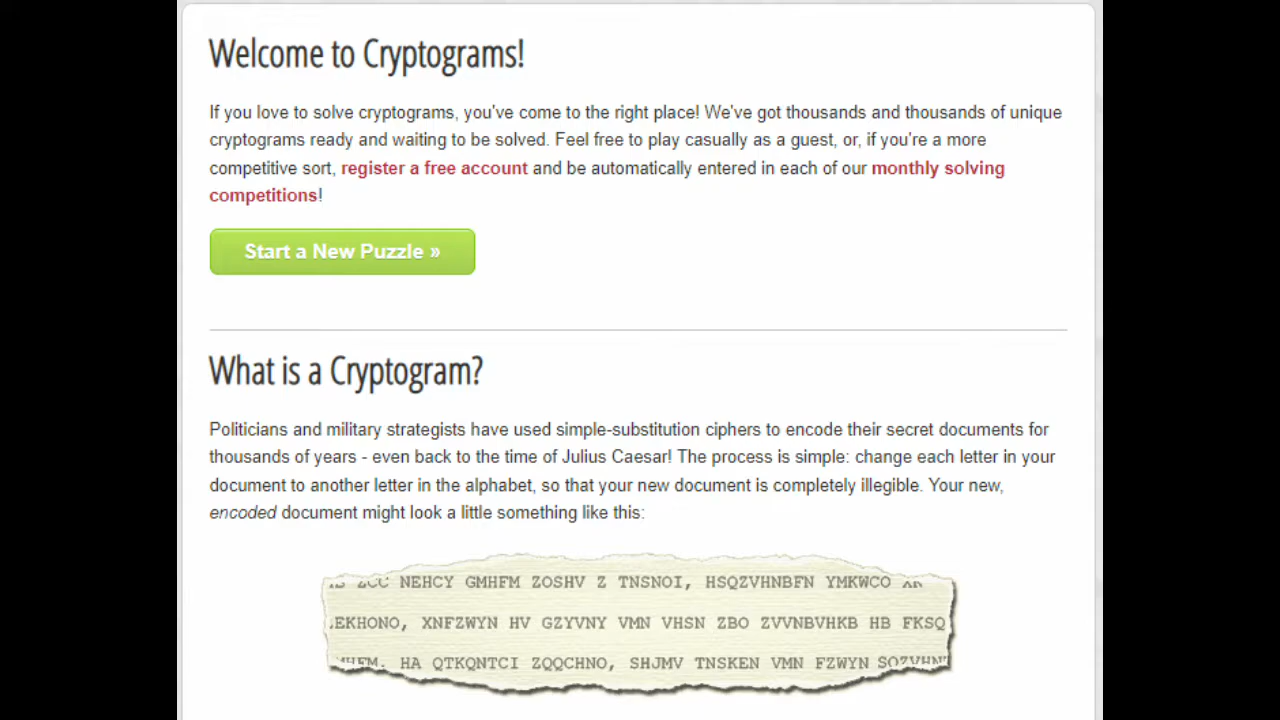 Welcome to Cryptograms!
If you love to solve cryptograms, you've come to the right place! We've got thousands and thousands of unique
cryptograms ready and waiting to be solved. Feel free to play casually as a guest, or, if you're a more
competitive sort, register a free account and be automatically entered in each of our monthly solving
competitions!
Start a New Puzzle »
What is a Cryptogram?
Politicians and military strategists have used simple-substitution ciphers to encode their secret documents for
thousands of years - even back to the time of Julius Caesar! The process is simple: change each letter in your
document to another letter in the alphabet, so that your new document is completely illegible. Your new,
encoded document might look a little something like this:
NEHCY GMHFM ZOSHV Z TNSNOI, HSQZVHNBFN YMKWCO
EKHONO, XNFZWYN HV GZYVNY VMN VHSN ZBO ZVVNBVHKB HB FKSQ
HA QTKQNTCI ZQQCHNO, SHJMV TNSKEN VMN FZWYN